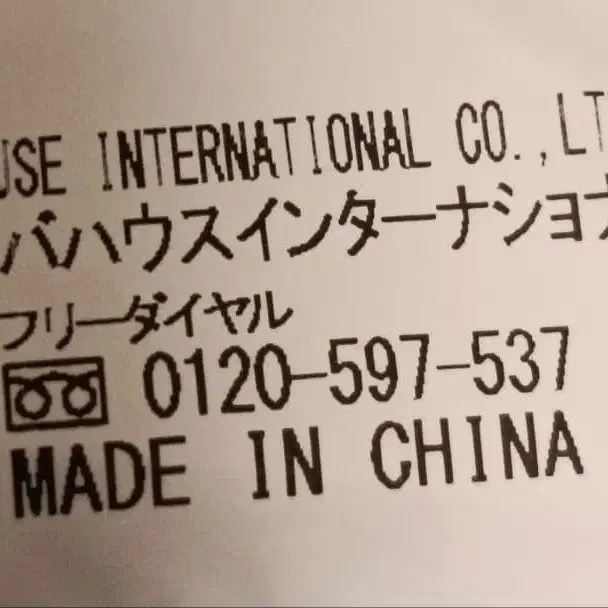 USE INTERNATIONAL CO.,LT
バハウスインターナショナ
フリーダイヤル
0120-597-537
MADE IN CHINA